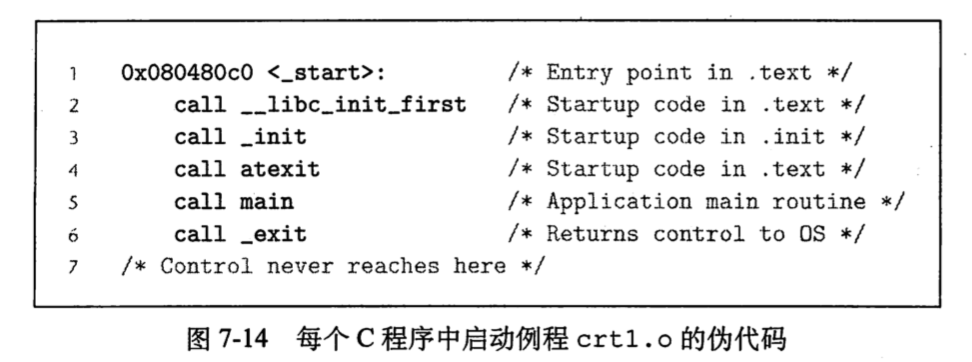 1 0x080480c0 <_start>: /* Entry point in .text */
2 call __libc_init_first /* Startup code in .text */
3 call _init /* Startup code in .init */
4 call atexit /* Startup code in .text */
5 call main /* Application main routine */
6 call _exit /* Returns control to OS */
7 /* Control never reaches here */
图 7-14 每个 C 程序中启动例程 crt1.o 的伪代码